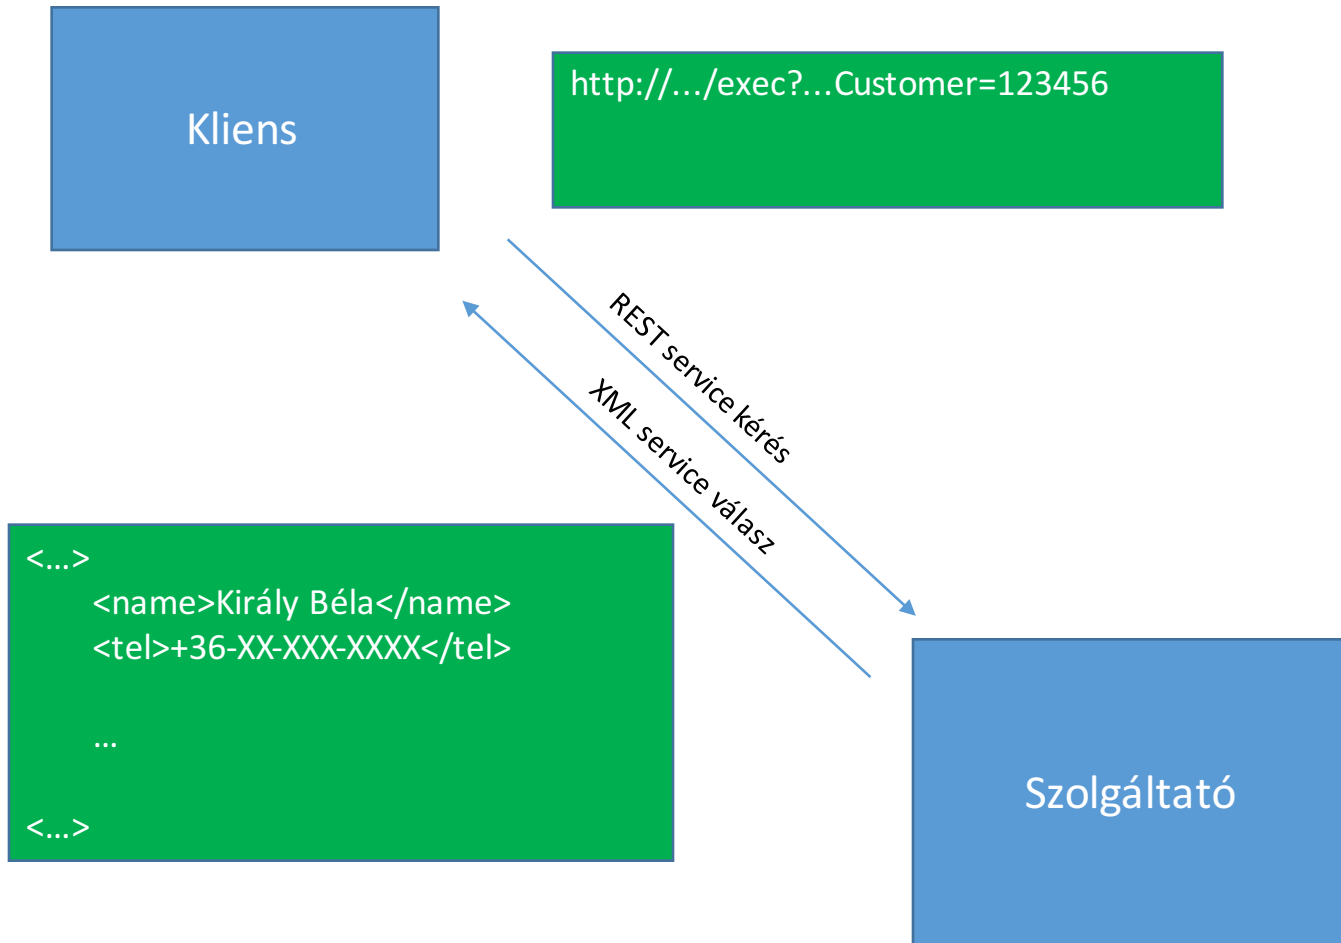 Kliens
http://…/exec?...Customer=123456
REST service kérés
XML service válasz
<…>
<name>Király Béla</name>
<tel>+36-XX-XXX-XXXX</tel>
…
<…>
Szolgáltató